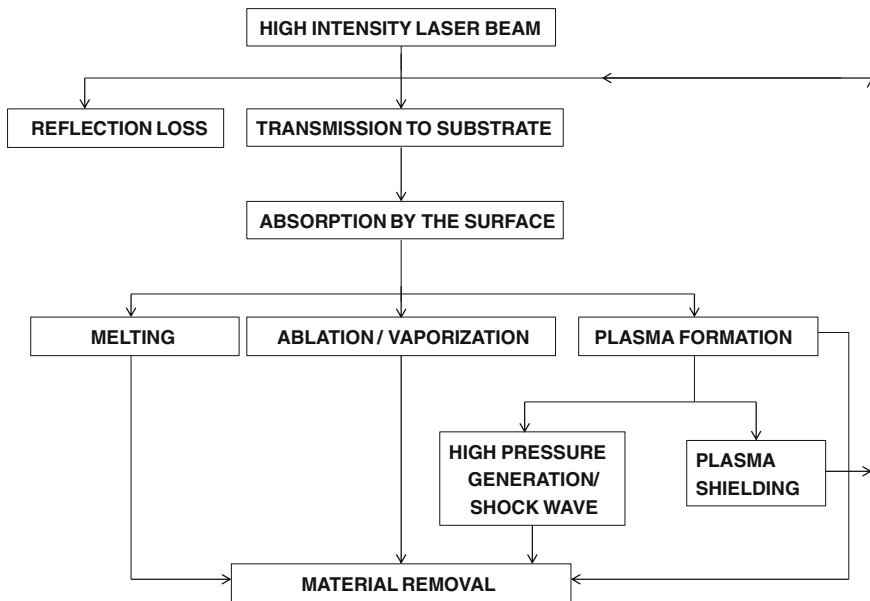 HIGH INTENSITY LASER BEAM
REFLECTION LOSS
TRANSMISSION TO SUBSTRATE
ABSORPTION BY THE SURFACE
MELTING
ABLATION / VAPORIZATION
PLASMA FORMATION
HIGH PRESSURE
GENERATION/
SHOCK WAVE
PLASMA
SHIELDING
MATERIAL REMOVAL